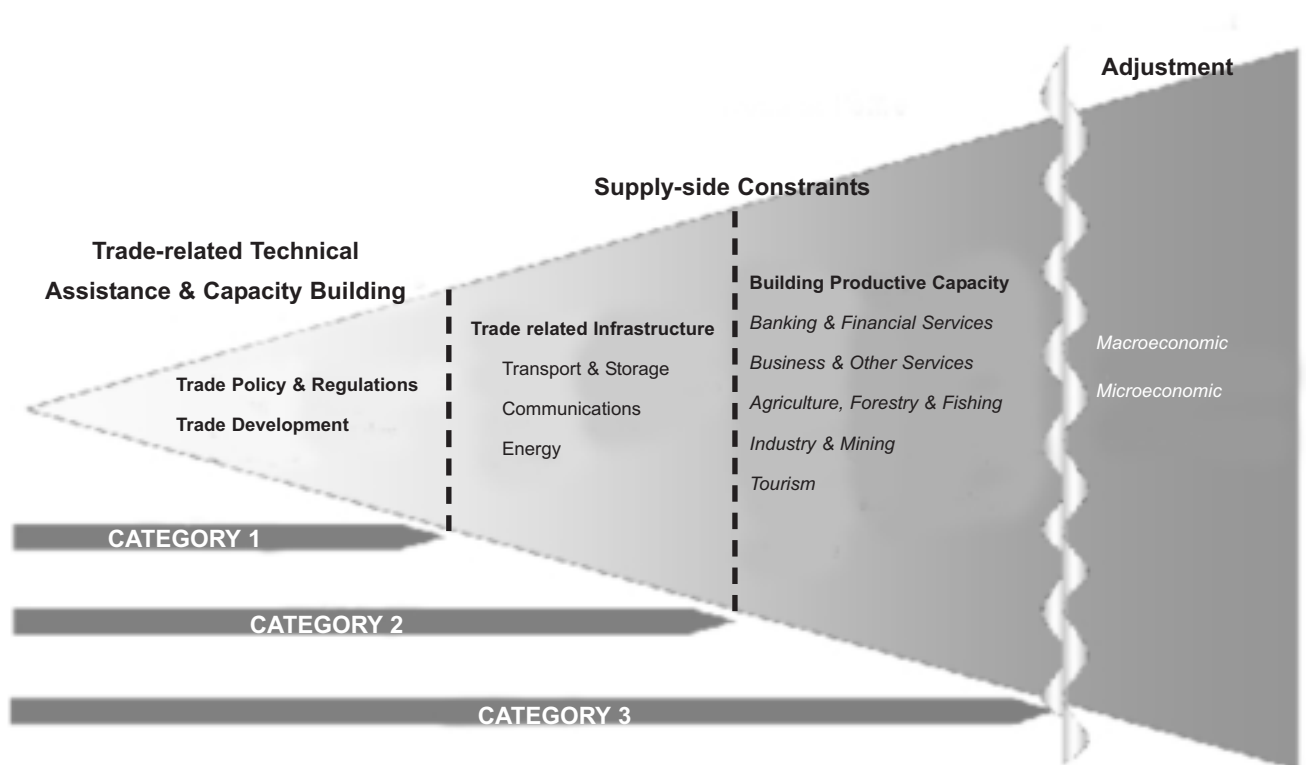 Adjustment
Supply-side Constraints
Trade-related Technical
Assistance & Capacity Building
Trade Policy & Regulations
Trade Development
Trade related Infrastructure
Transport & Storage
Communications
Energy
Building Productive Capacity
Banking & Financial Services
Business & Other Services
Agriculture, Forestry & Fishing
Industry & Mining
Tourism
Macroeconomic
Microeconomic
CATEGORY 1
CATEGORY 2
CATEGORY 3